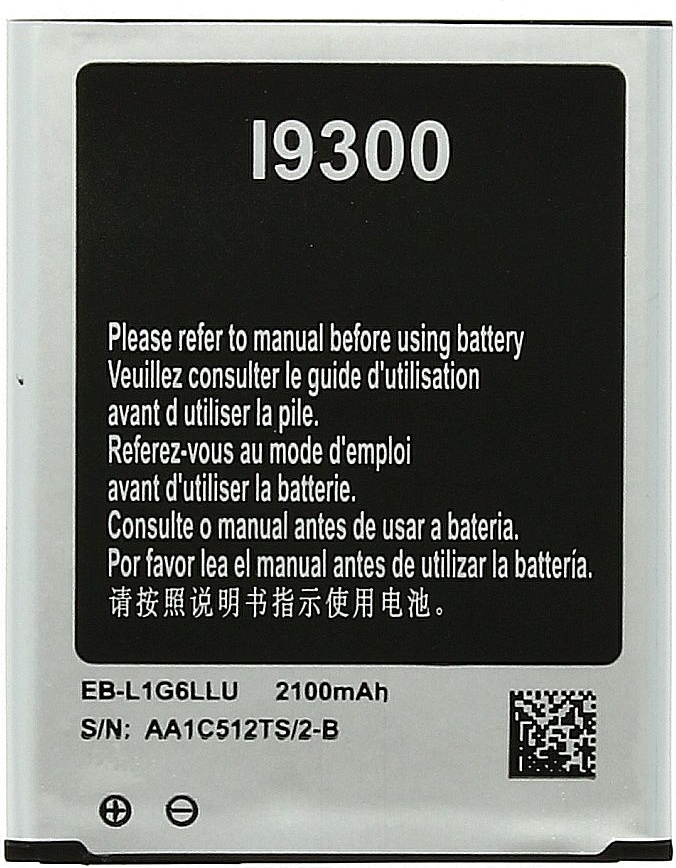 I9300
Please refer to manual before using battery
Veuillez consulter le guide d'utilisation
avant d utiliser la pile.
Referez-vous au mode d'emploi
avant d'utiliser la batterie.
Consulte o manual antes de usar a bateria.
Por favor lea el manual antes de utilizar la battería.
请按照说明书指示使用电池。
EB-L1G6LLU 2100mAh
S/N: AA1C512TS/2-B